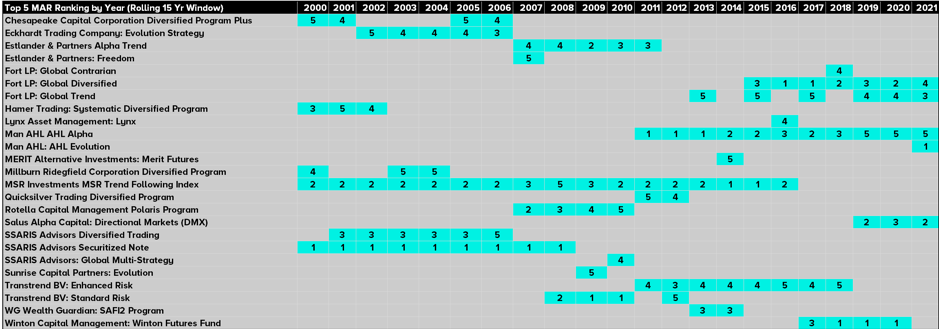 Top 5 MAR Ranking by Year (Rolling 15 Yr Window) 2000 2001 2002 2003 2004 2005 2006 2007 2008 2009 2010 2011 2012 2013 2014 2015 2016 2017 2018 2019 2020 2021
Chesapeake Capital Corporation Diversified Program Plus 5 4 5 4
Eckhardt Trading Company: Evolution Strategy 5 4 4 4 3
Estlander & Partners Alpha Trend 4 4 2 3 3
Estlander & Partners: Freedom 5
Fort LP: Global Contrarian 4
Fort LP: Global Diversified 3 1 1 2 3 2 4
Fort LP: Global Trend 5 5 5 4 4 3
Hamer Trading: Systematic Diversified Program 3 5 4
Lynx Asset Management: Lynx 4
Man AHL AHL Alpha 1 1 1 2 2 3 2 3 5 5 5
Man AHL: AHL Evolution 1
MERIT Alternative Investments: Merit Futures 5
Millburn Ridgefield Corporation Diversified Program 4 5 5
MSR Investments MSR Trend Following Index 2 2 2 2 2 2 2 3 5 3 2 2 2 2 1 1 2
Quicksilver Trading Diversified Program 5 4
Rotella Capital Management Polaris Program 2 3 4 5
Salus Alpha Capital: Directional Markets (DMX) 2 3 2
SSARIS Advisors Diversified Trading 3 3 3 3 3 5
SSARIS Advisors Securitized Note 1 1 1 1 1 1 1 1 1
SSARIS Advisors: Global Multi-Strategy 4
Sunrise Capital Partners: Evolution 5
Transtrend BV: Enhanced Risk 4 3 4 4 4 5 4 5
Transtrend BV: Standard Risk 2 1 1 5
WG Wealth Guardian: SAFI2 Program 3 3
Winton Capital Management: Winton Futures Fund 3 1 1 1